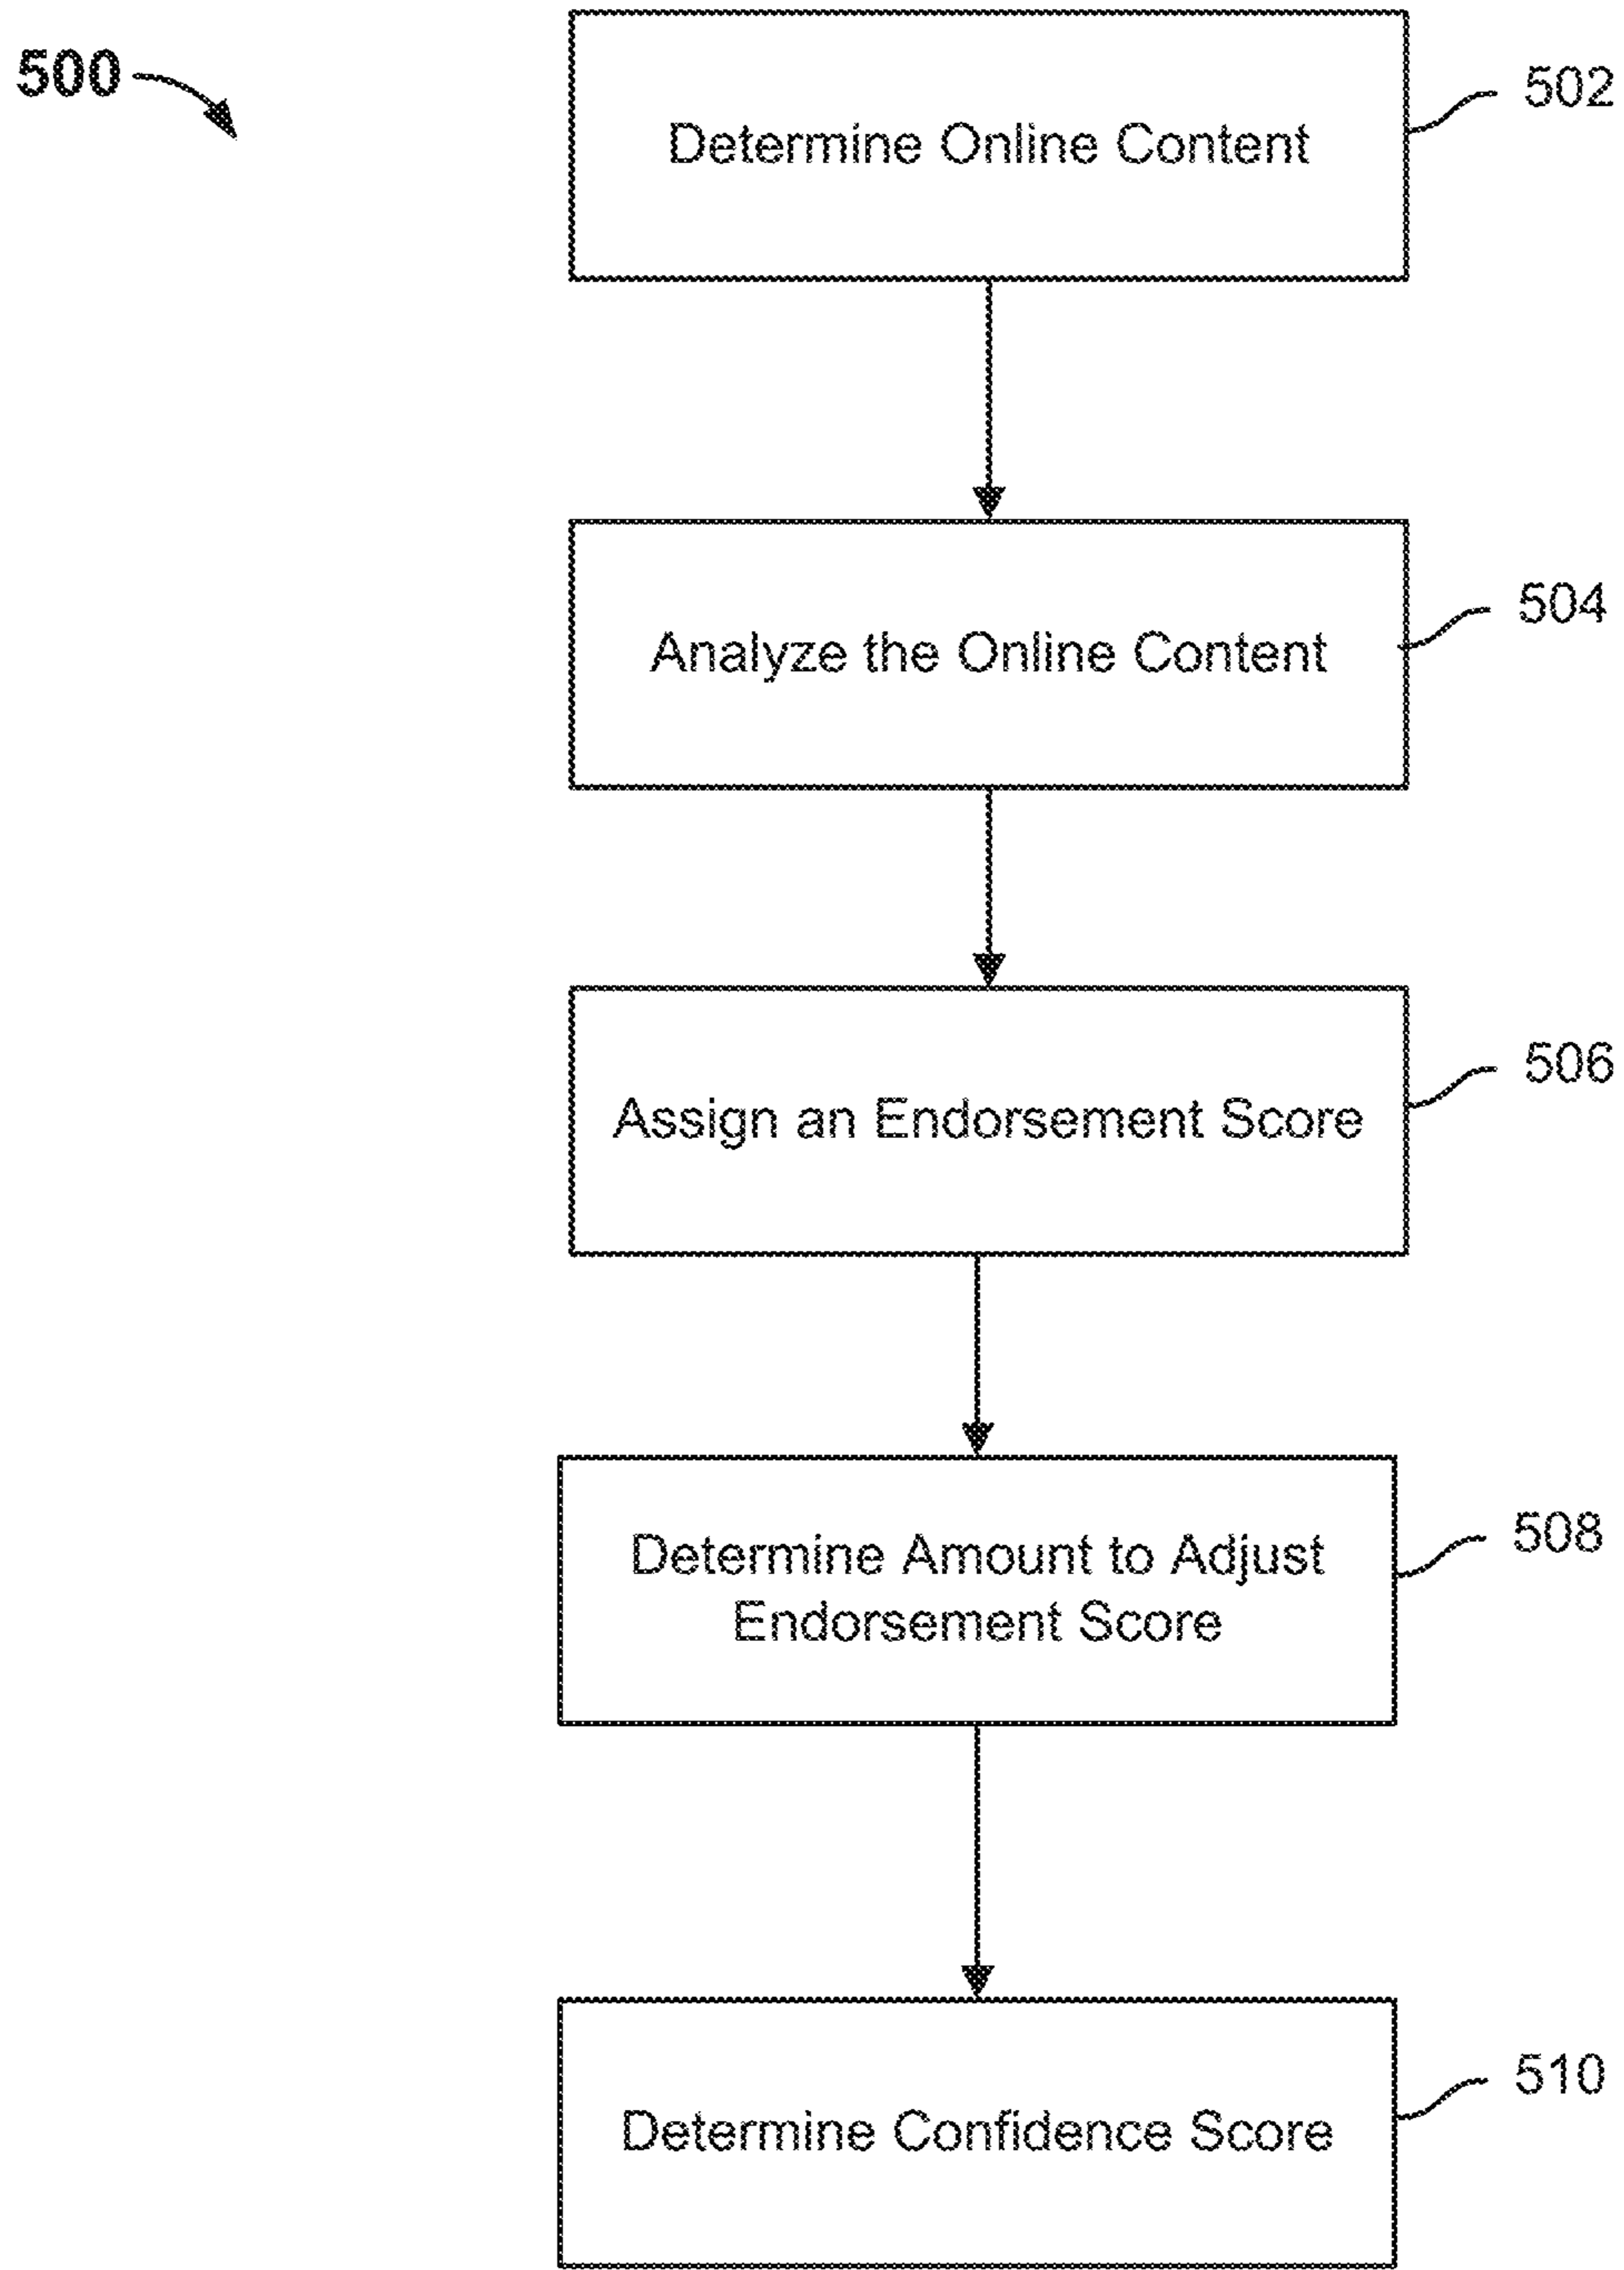 500
502
Determine Online Content
504
Analyze the Online Content
506
Assign an Endorsement Score
508
Determine Amount to Adjust
Endorsement Score
510
Determine Confidence Score